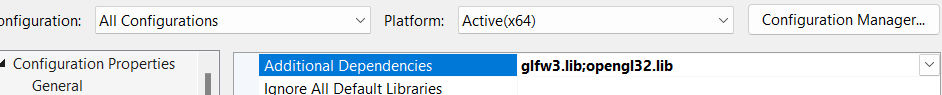 onfiguration: All Configurations Platform: Active(x64) Configuration Manager...
Configuration Properties
Additional Dependencies glfw3.lib;opengl32.lib
General
Ignore All Default Libraries